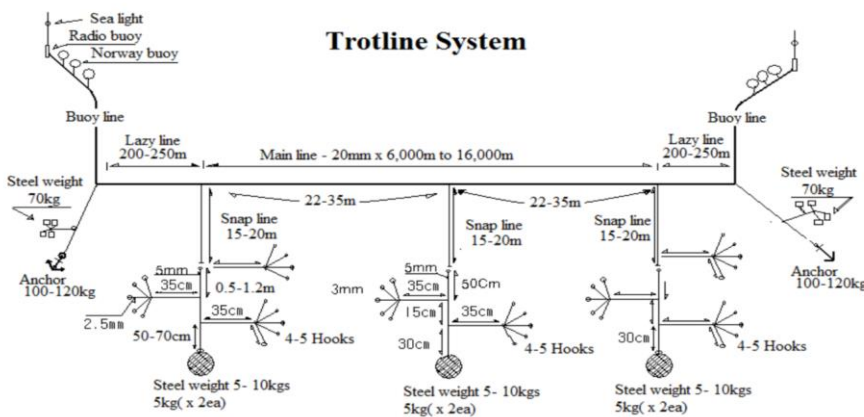 Trotline System
Sea light
Radio buoy
Norway buoy
Buoy line
Buoy line
Lazy line
200-250m
Main line - 20mm x 6,000m to 16,000m
Lazy line
200-250m
Steel weight
70kg
Steel weight
70kg
22-35m
22-35m
Snap line
15-20m
Snap line
15-20m
Snap line
15-20m
Anchor
100-120kg
Anchor
100-120kg
5mm
35cm
0.5-1.2m
2.5mm
35cm
50-70cm
4-5 Hooks
Steel weight 5- 10kgs
5kg( x 2ea)
5mm
35cm
50Cm
3mm
15cm
35cm
30cm
4-5 Hooks
Steel weight 5- 10kgs
5kg( x 2ea)
30cm
4-5 Hooks
Steel weight 5- 10kgs
5kg( x 2ea)